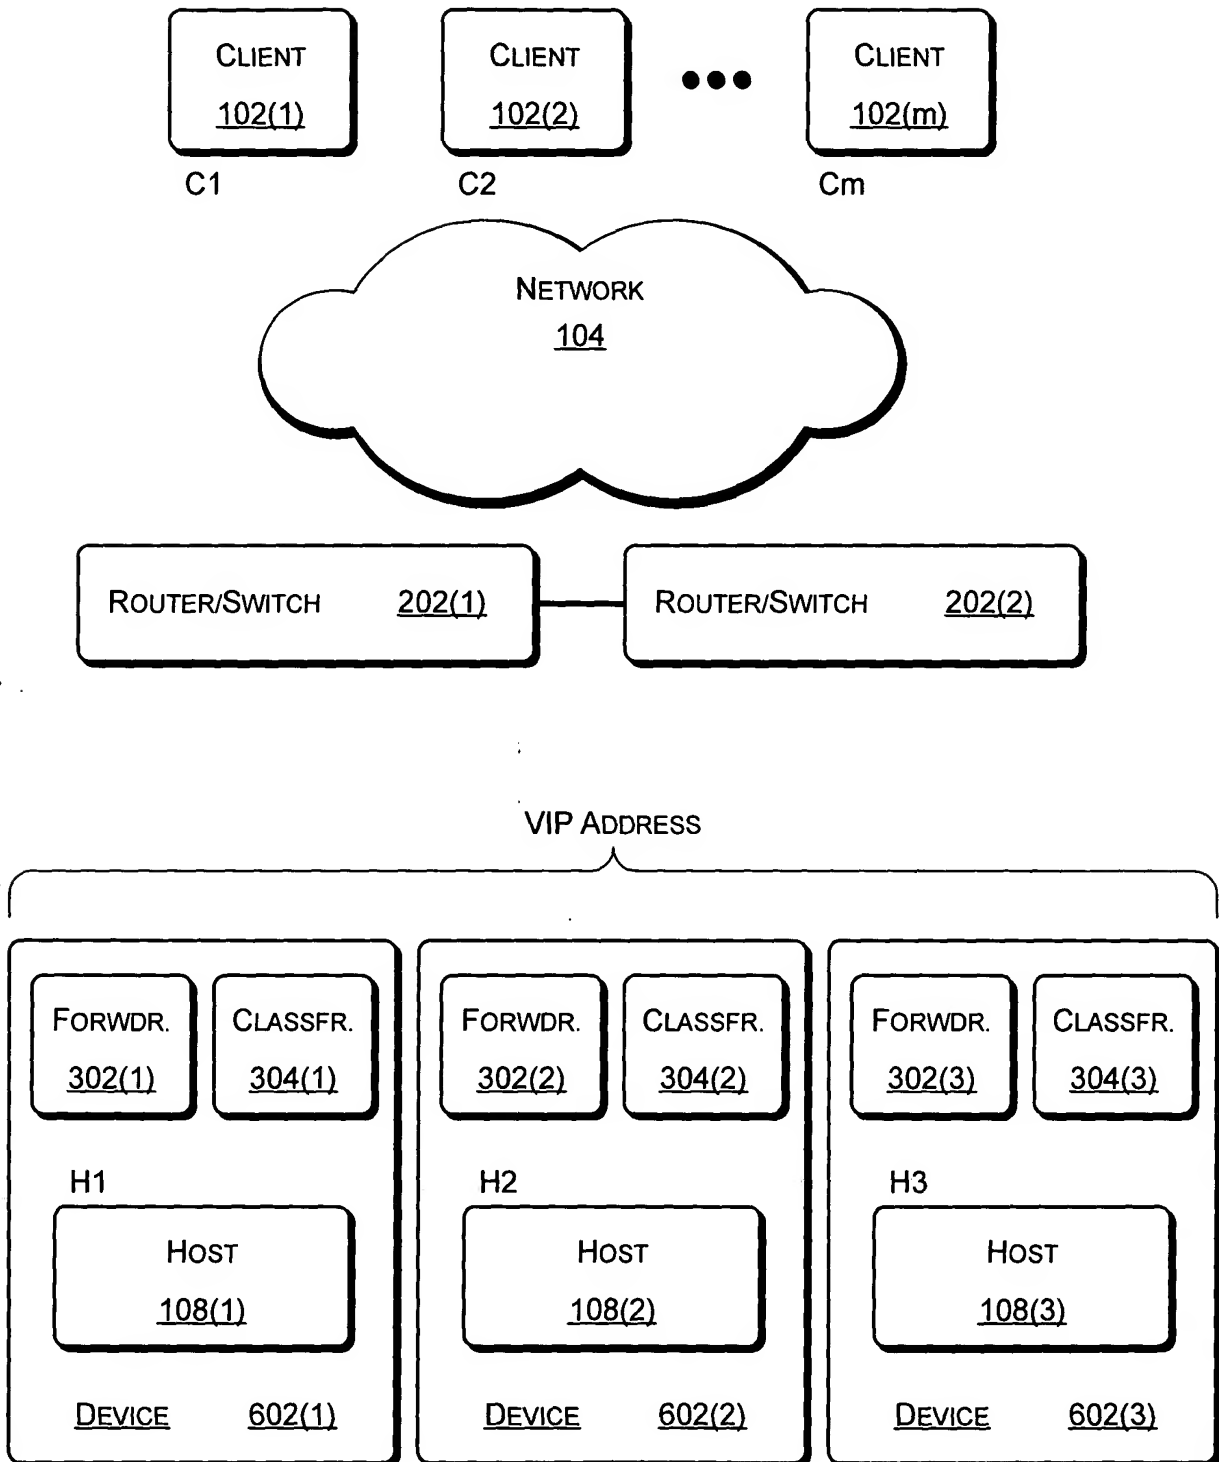 CLIENT
102(1)
CLIENT
102(2)
CLIENT
102(m)
C1
C2
Cm
NETWORK
104
ROUTER/SWITCH 202(1)
ROUTER/SWITCH 202(2)
VIP ADDRESS
FORWDR.
302(1)
CLASSFR.
304(1)
H1
HOST
108(1)
DEVICE 602(1)
FORWDR.
302(2)
CLASSFR.
304(2)
H2
HOST
108(2)
DEVICE 602(2)
FORWDR.
302(3)
CLASSFR.
304(3)
H3
HOST
108(3)
DEVICE 602(3)